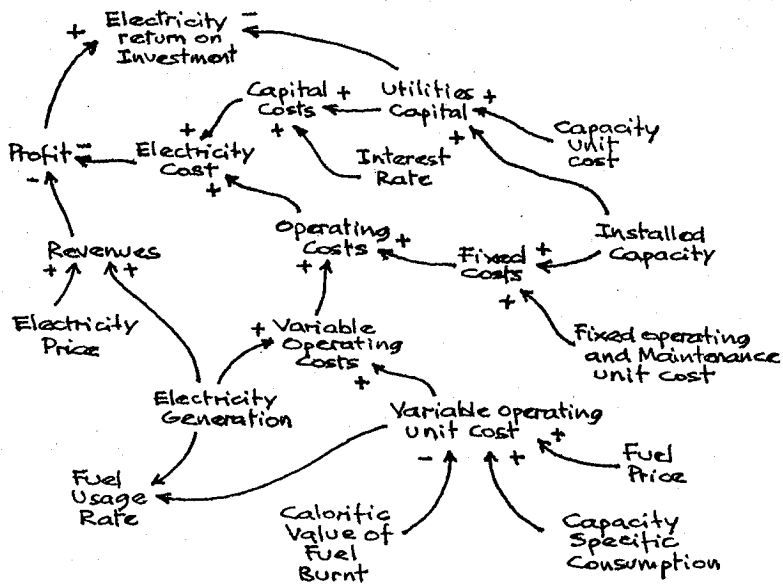 Electricity
return on
Investment
+
−
Capital
Costs
+
+
Utilities
Capital
+
+
Capacity
Unit
Cost
Profit
−
−
Electricity
Cost
+
+
Interest
Rate
Revenues
+
+
Operating
Costs
+
+
Fixed
Costs
+
+
Installed
Capacity
Electricity
Price
+
Variable
Operating
Costs
+
Fixed operating
and Maintenance
unit cost
Electricity
Generation
Variable Operating
Unit Cost
+
−
+
Fuel
Price
Fuel
Usage
Rate
Calorific
Value of
Fuel
Burnt
Capacity
Specific
Consumption